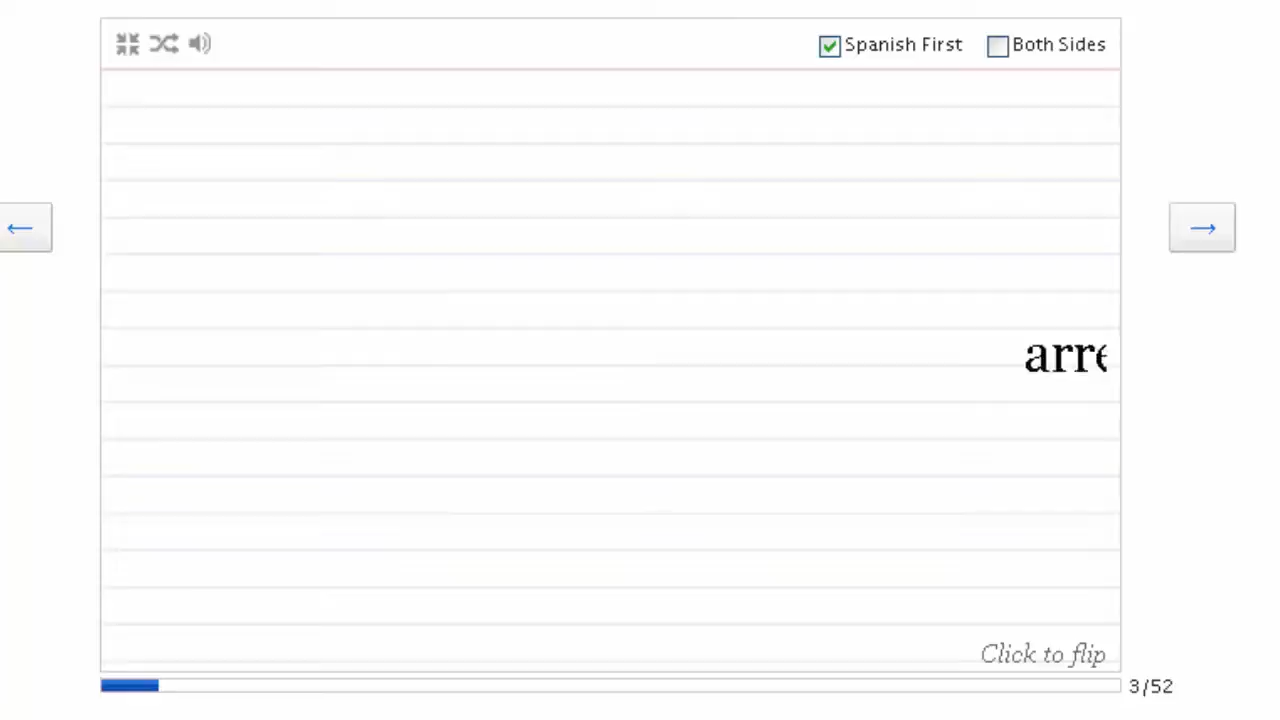 Spanish First Both Sides
←
→
arre
Click to flip
3/52